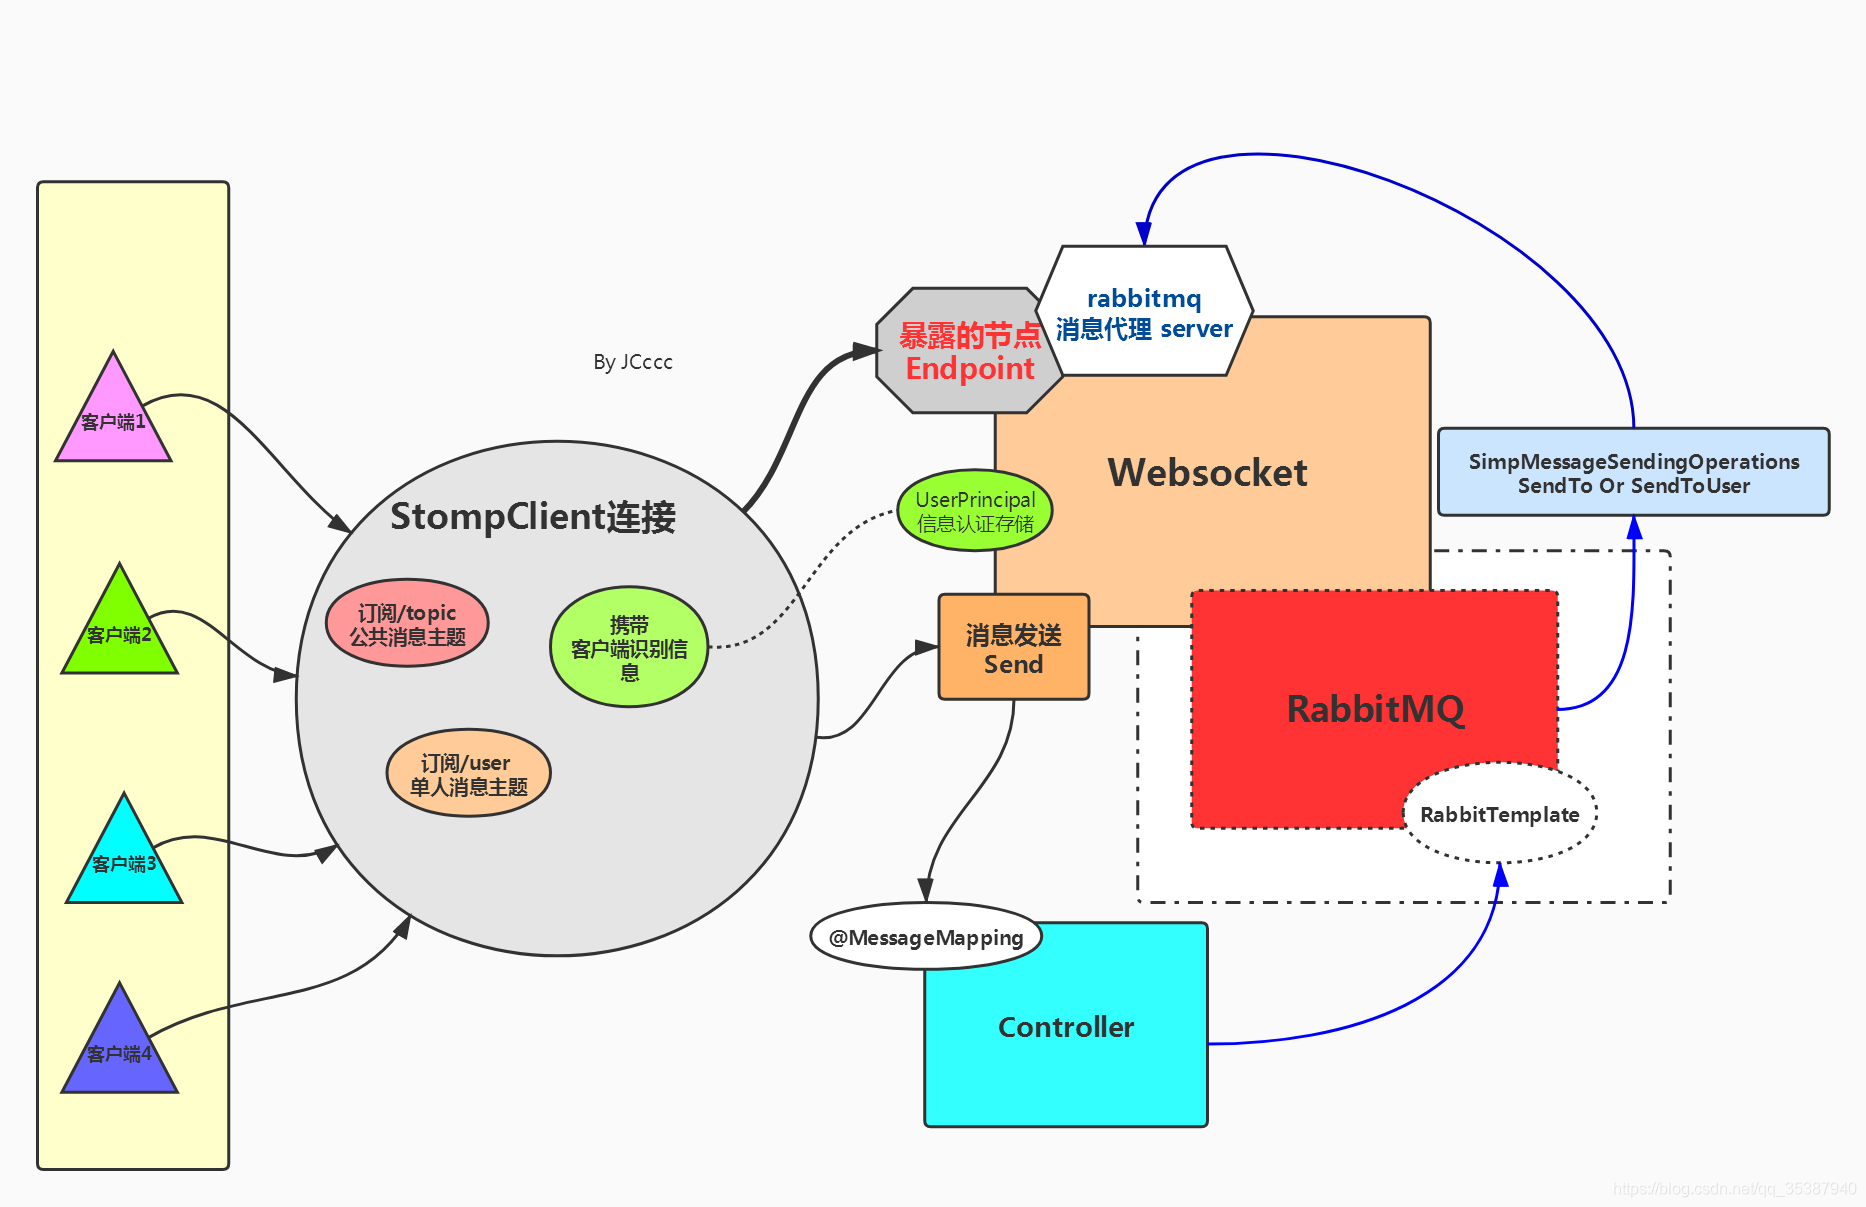 rabbitmq
消息代理 server
暴露的节点
Endpoint
By JCccc
客户端1
Websocket
SimpMessageSendingOperations
SendTo Or SendToUser
StompClient连接
UserPrincipal
信息认证存储
订阅/topic
公共消息主题
携带
客户端识别信
息
客户端2
消息发送
Send
RabbitMQ
订阅/user
单人消息主题
RabbitTemplate
客户端3
@MessageMapping
Controller
客户端4
https://blog.csdn.net/qq_35387940